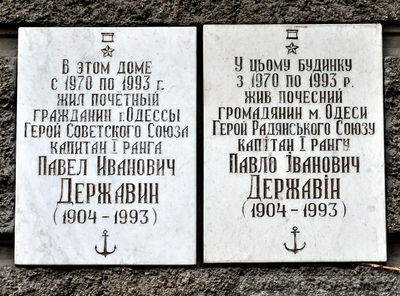 В ЭТОМ ДОМЕ
С 1970 ПО 1993 Г.
ЖИЛ ПОЧЁТНЫЙ
ГРАЖДАНИН Г.ОДЕССЫ
ГЕРОЙ СОВЕТСКОГО СОЮЗА
КАПИТАН I РАНГА
ПАВЕЛ ИВАНОВИЧ
ДЕРЖАВИН
(1904 - 1993)
У ЦЬОМУ БУДИНКУ
З 1970 ПО 1993 Р.
ЖИВ ПОЧЕСНИЙ
ГРОМАДЯНИН М. ОДЕСИ
ГЕРОЙ РАДЯНСЬКОГО СОЮЗУ
КАПІТАН I РАНГУ
ПАВЛО ІВАНОВИЧ
ДЕРЖАВІН
(1904 - 1993)